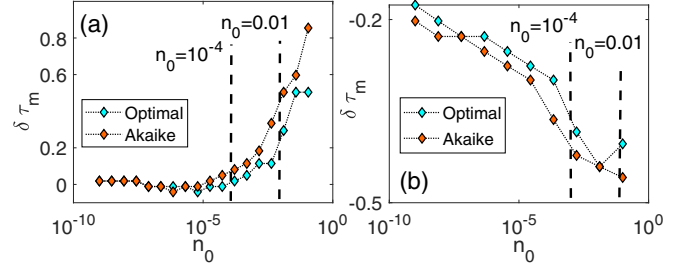 (a)
n₀=10⁻⁴
n₀=0.01
0.8
0.6
0.2
0
δ τₘ
Optimal
Akaike
10⁻¹⁰
10⁻⁵
10⁰
n₀
-0.2
-0.5
δ τₘ
n₀=10⁻⁴
n₀=0.01
Optimal
Akaike
(b)
10⁻¹⁰
10⁻⁵
10⁰
n₀